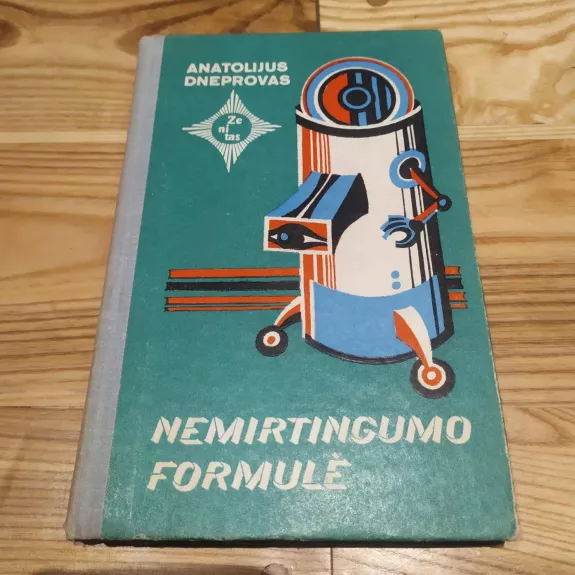 ANATOLIJUS
DNEPROVAS
Ze
ni
tas
NEMIRTINGUMO
FORMULĖ